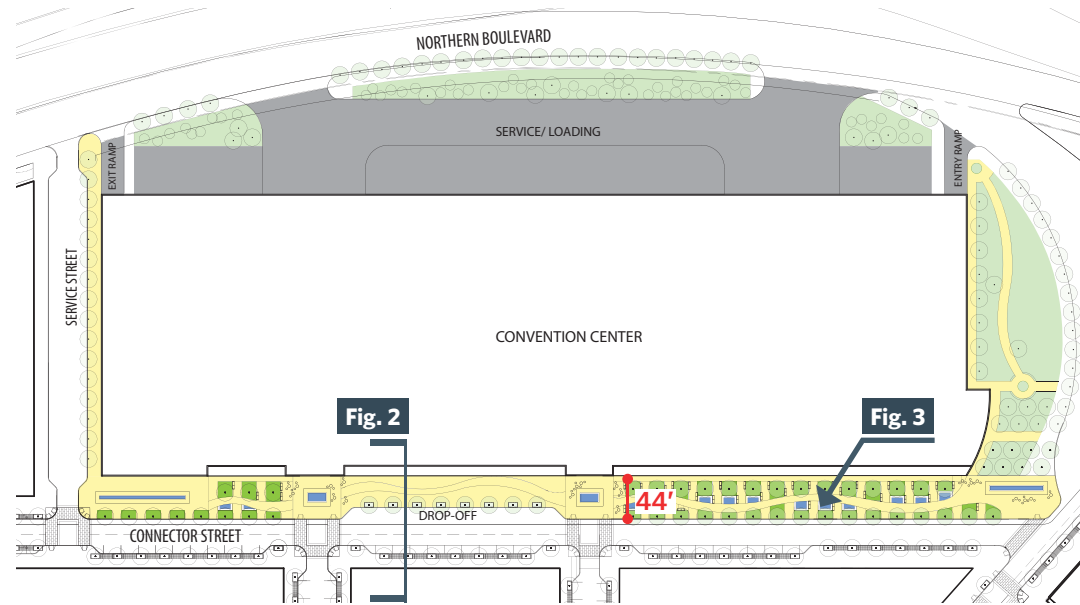 NORTHERN BOULEVARD
SERVICE/ LOADING
EXIT RAMP
ENTRY RAMP
SERVICE STREET
CONVENTION CENTER
Fig. 2
Fig. 3
44'
DROP-OFF
CONNECTOR STREET